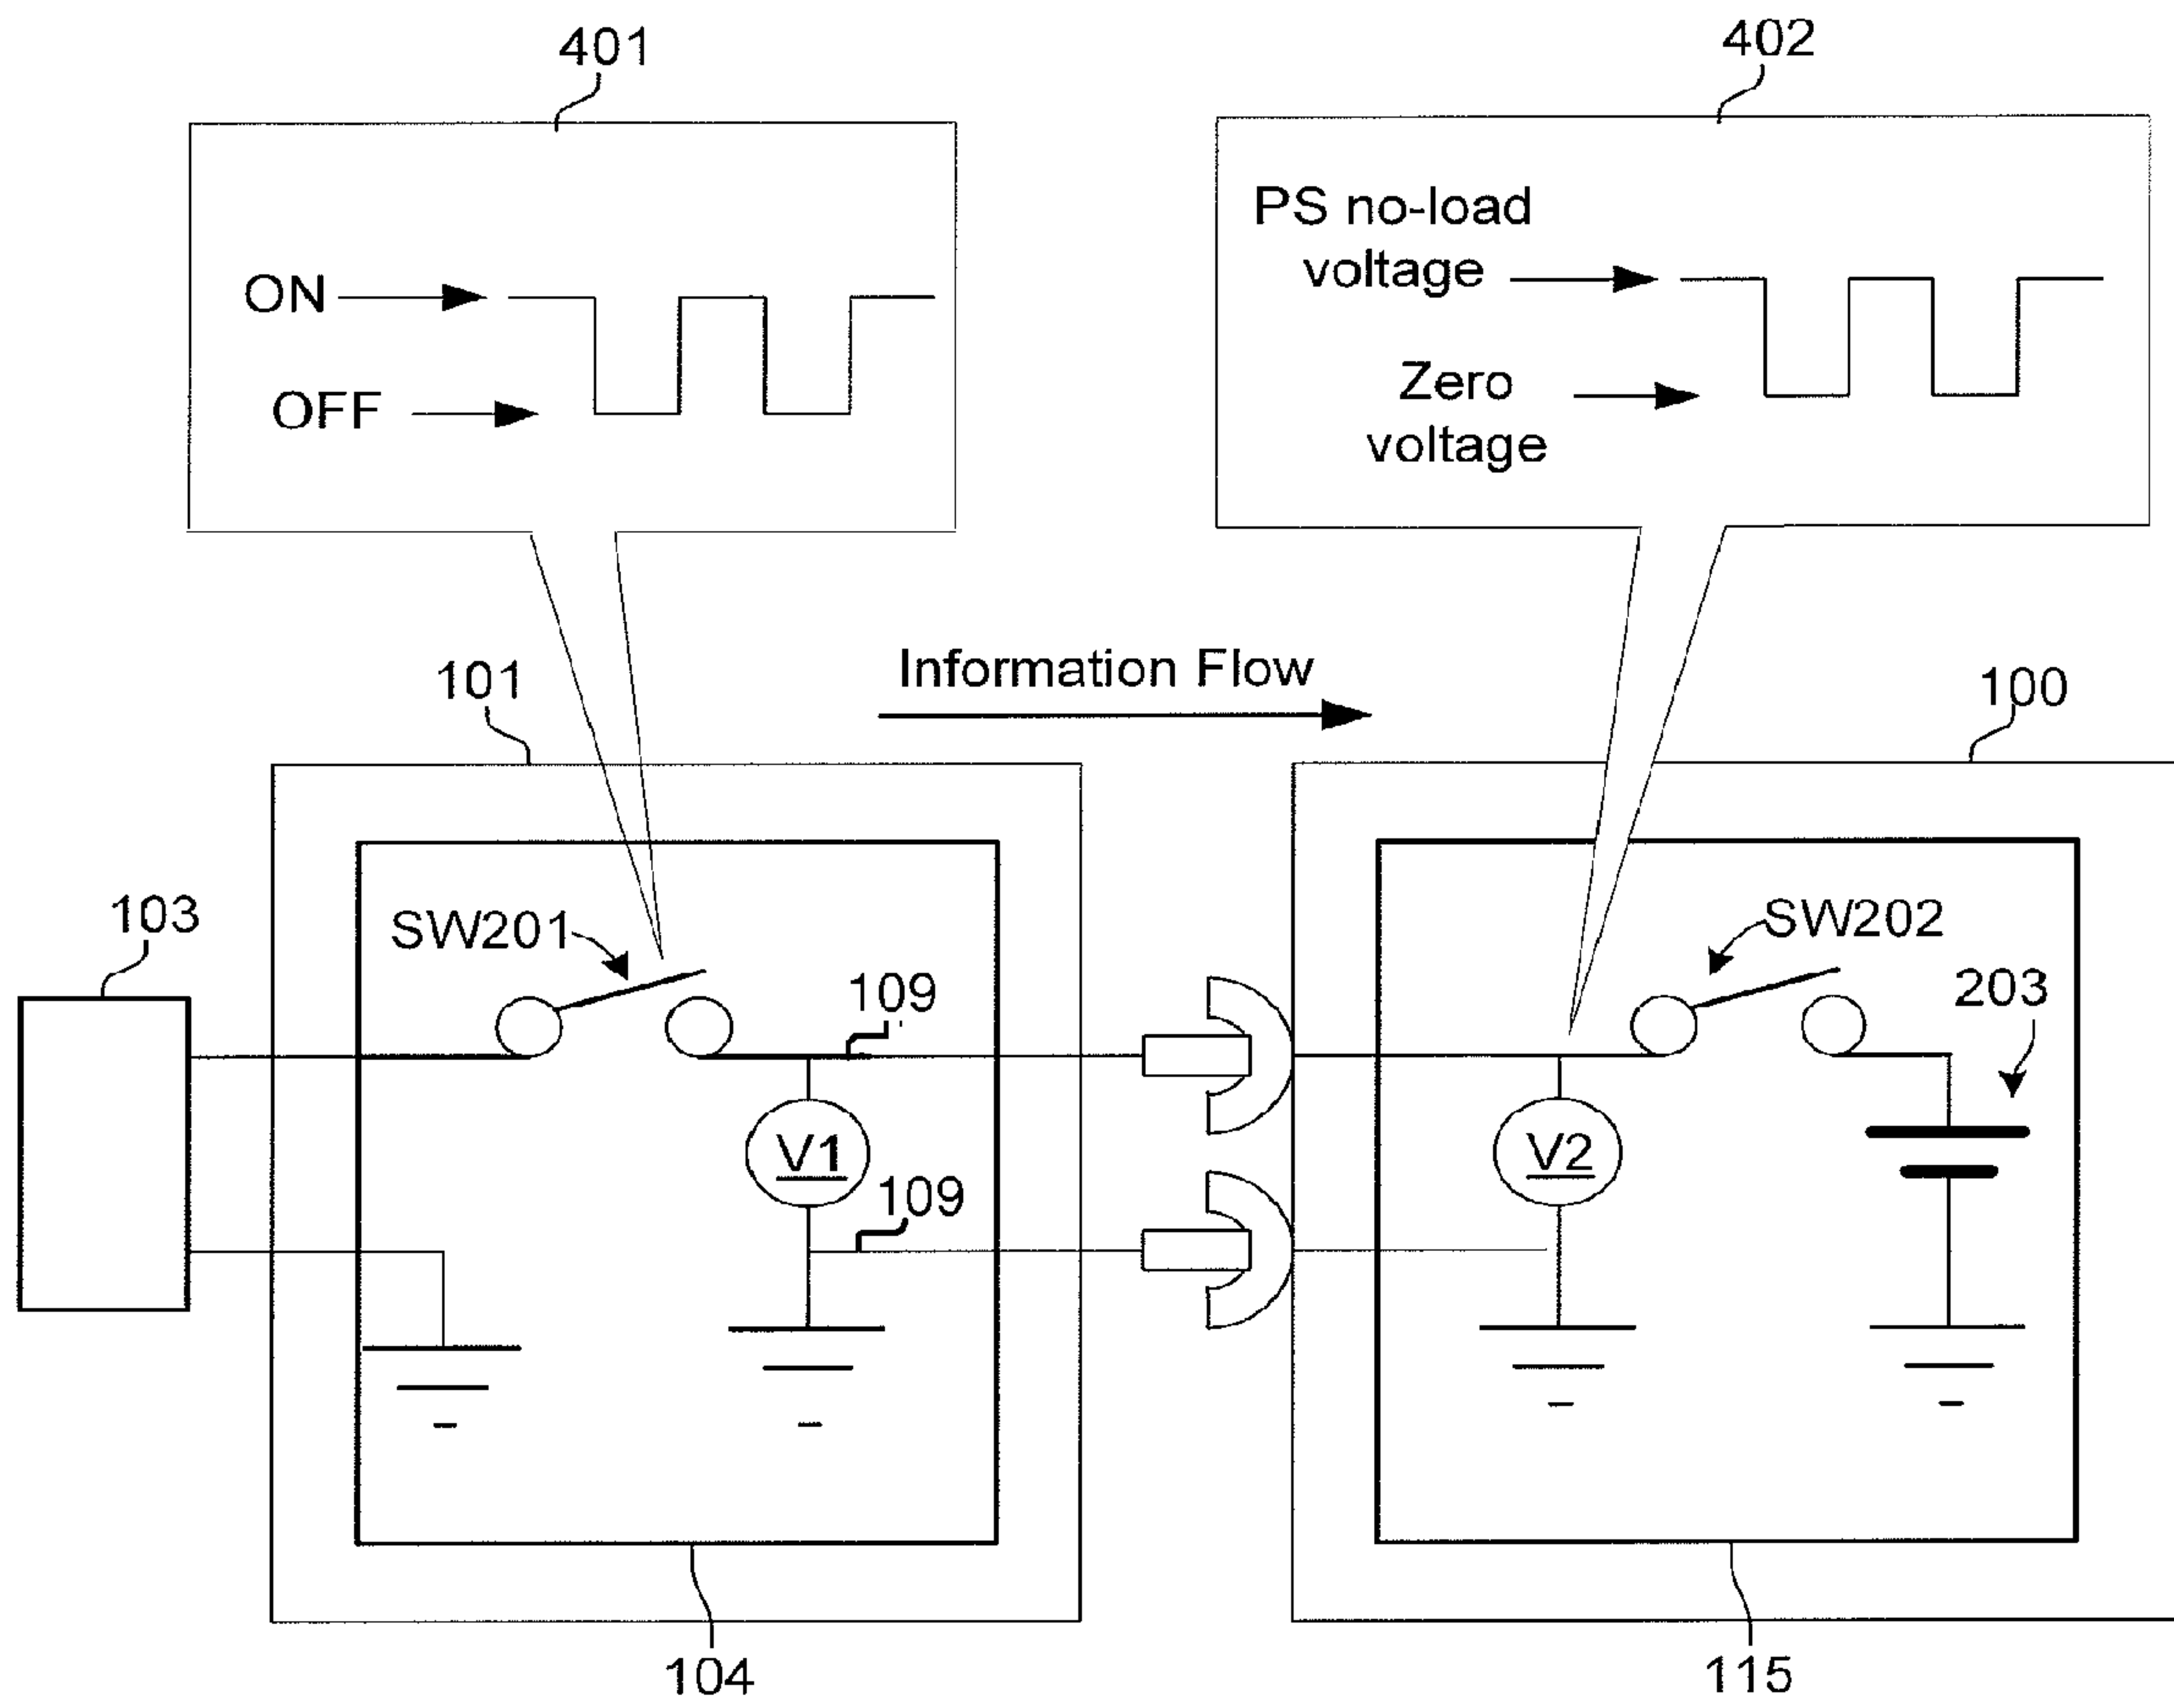 401
402
PS no-load
voltage
ON
OFF
Zero
voltage
Information Flow
101
100
103
SW201
SW202
109
203
V1
V2
109
104
115